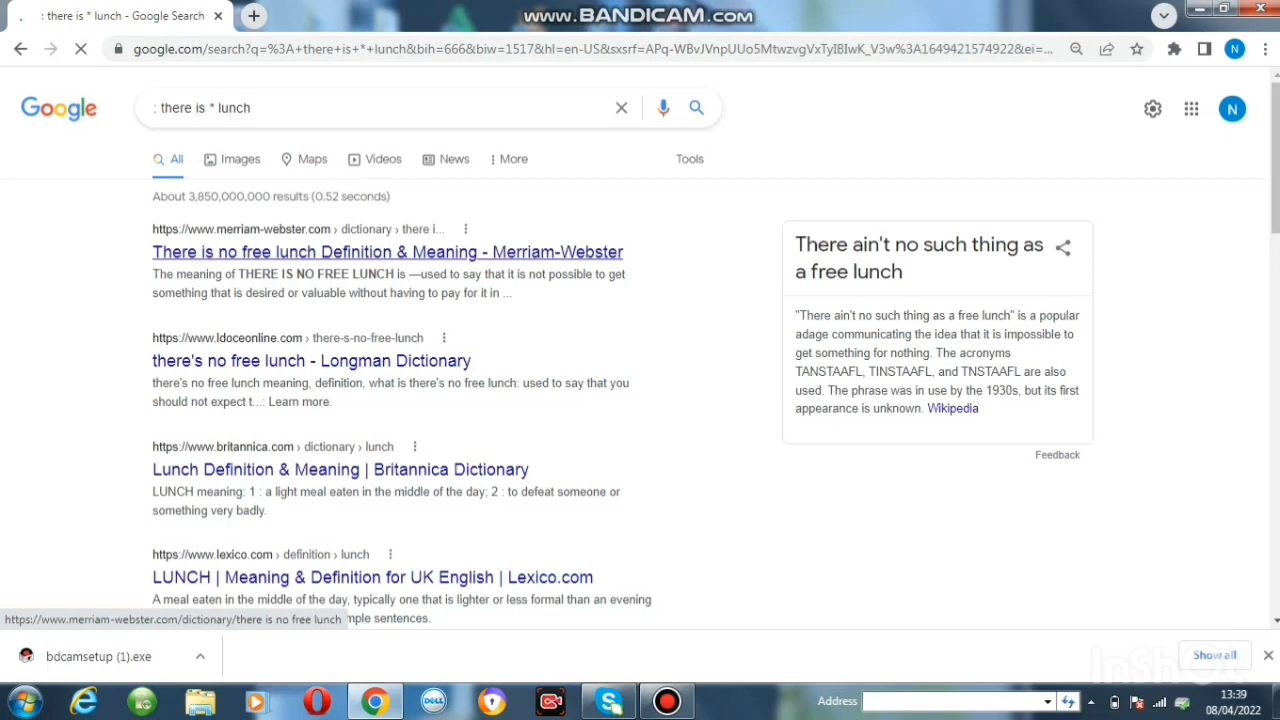 : there is * lunch - Google Search
www.BANDICAM.com
google.com/search?q=%3A+there+is+*+lunch&bih=666&biw=1517&hl=en-US&sxsrf=APq-WBvJVnpUUo5MtwzvgVxTyI8IwK_V3w%3A1649421574922&ei=...
N
Google
: there is * lunch
N
All
Images
Maps
Videos
News
More
Tools
About 3,850,000,000 results (0.52 seconds)
https://www.merriam-webster.com › dictionary › there i...
There is no free lunch Definition & Meaning - Merriam-Webster
The meaning of THERE IS NO FREE LUNCH is —used to say that it is not possible to get
something that is desired or valuable without having to pay for it in ...
https://www.ldoceonline.com › there-s-no-free-lunch
there's no free lunch - Longman Dictionary
there's no free lunch meaning, definition, what is there's no free lunch: used to say that you
should not expect t...: Learn more.
https://www.britannica.com › dictionary › lunch
Lunch Definition & Meaning | Britannica Dictionary
LUNCH meaning: 1 : a light meal eaten in the middle of the day; 2 : to defeat someone or
something very badly.
https://www.lexico.com › definition › lunch
LUNCH | Meaning & Definition for UK English | Lexico.com
A meal eaten in the middle of the day, typically one that is lighter or less formal than an evening
mple sentences.
There ain't no such thing as
a free lunch
"There ain't no such thing as a free lunch" is a popular
adage communicating the idea that it is impossible to
get something for nothing. The acronyms
TANSTAAFL, TINSTAAFL, and TNSTAAFL are also
used. The phrase was in use by the 1930s, but its first
appearance is unknown. Wikipedia
Feedback
https://www.merriam-webster.com/dictionary/there is no free lunch
bdcamsetup (1).exe
Show all
InShOt
DELL
Address
13:39
08/04/2022